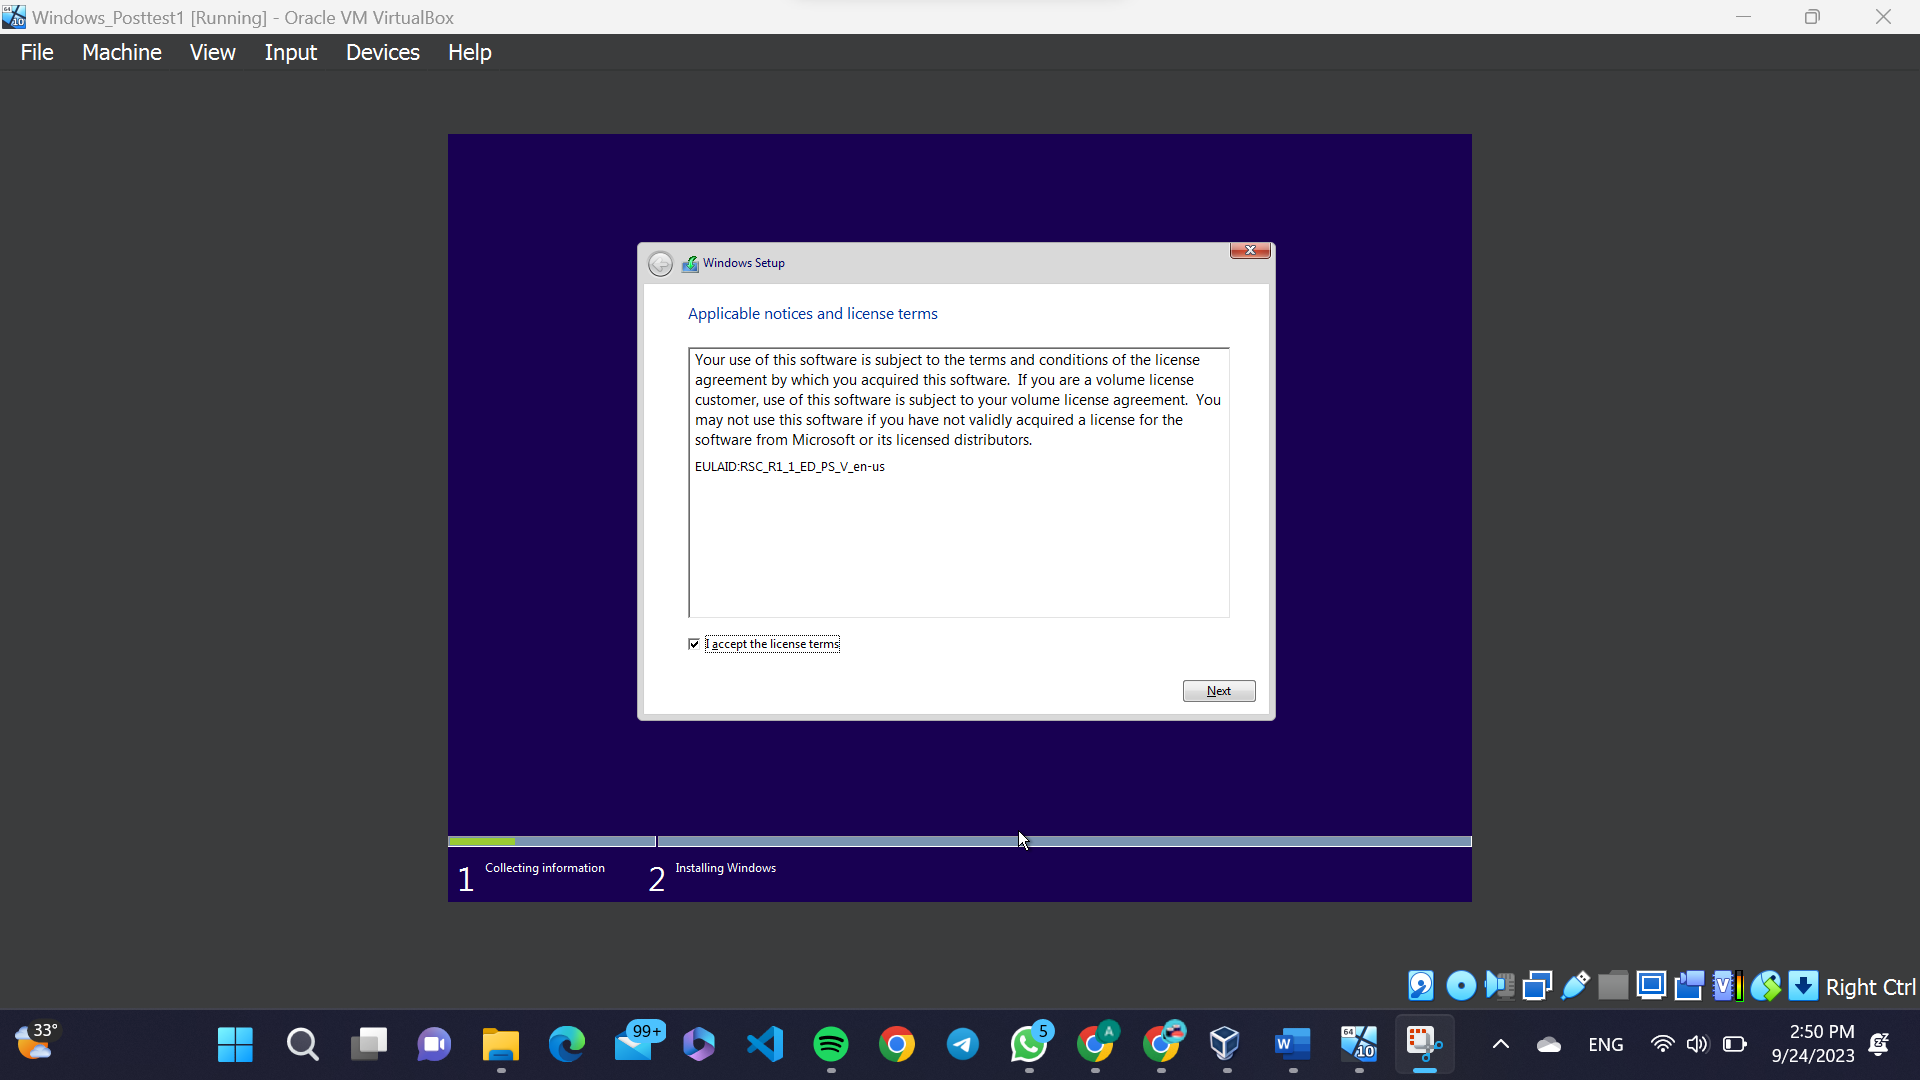 Windows_Posttest1 [Running] - Oracle VM VirtualBox
File Machine View Input Devices Help
Windows Setup
Applicable notices and license terms
Your use of this software is subject to the terms and conditions of the license
agreement by which you acquired this software.  If you are a volume license
customer, use of this software is subject to your volume license agreement.  You
may not use this software if you have not validly acquired a license for the
software from Microsoft or its licensed distributors.
EULAID:RSC_R1_1_ED_PS_V_en-us
I accept the license terms
Next
1 Collecting information 2 Installing Windows
Right Ctrl
33°
99+
5
A
W
64
10
ENG
2:50 PM
9/24/2023